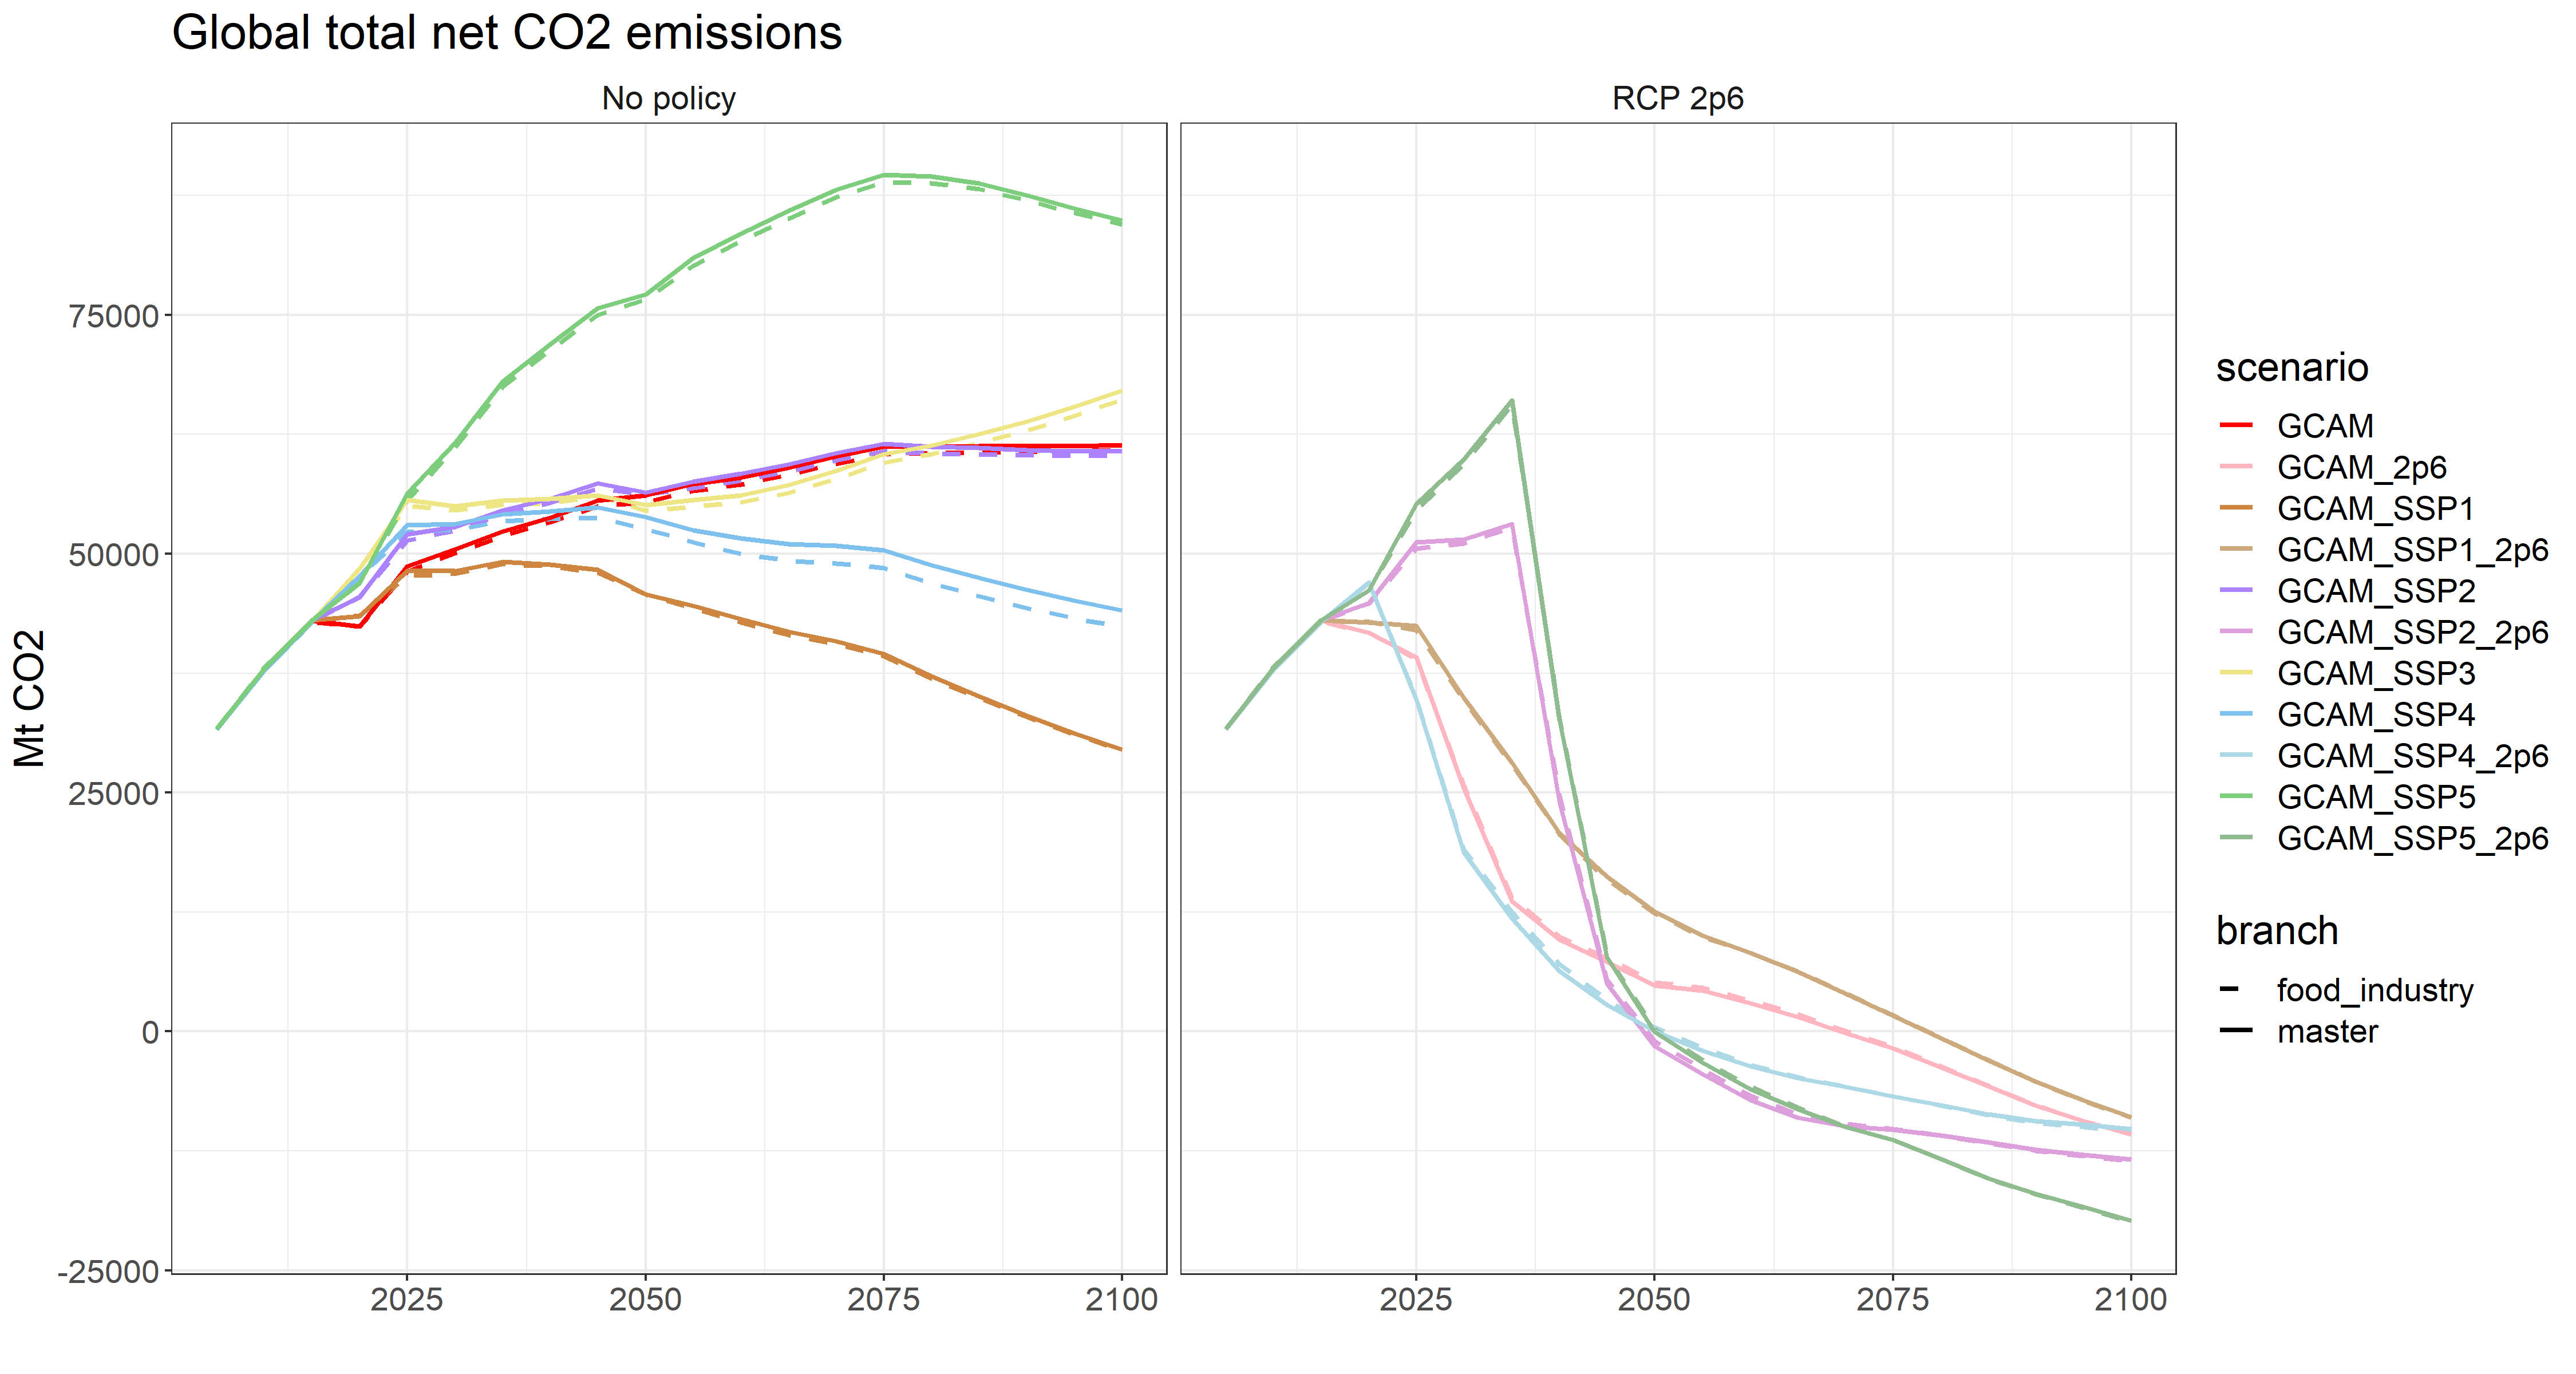 Global total net CO2 emissions
No policy
RCP 2p6
Mt CO2
75000
50000
25000
0
-25000
2025
2050
2075
2100
2025
2050
2075
2100
scenario
GCAM
GCAM_2p6
GCAM_SSP1
GCAM_SSP1_2p6
GCAM_SSP2
GCAM_SSP2_2p6
GCAM_SSP3
GCAM_SSP4
GCAM_SSP4_2p6
GCAM_SSP5
GCAM_SSP5_2p6
branch
food_industry
master